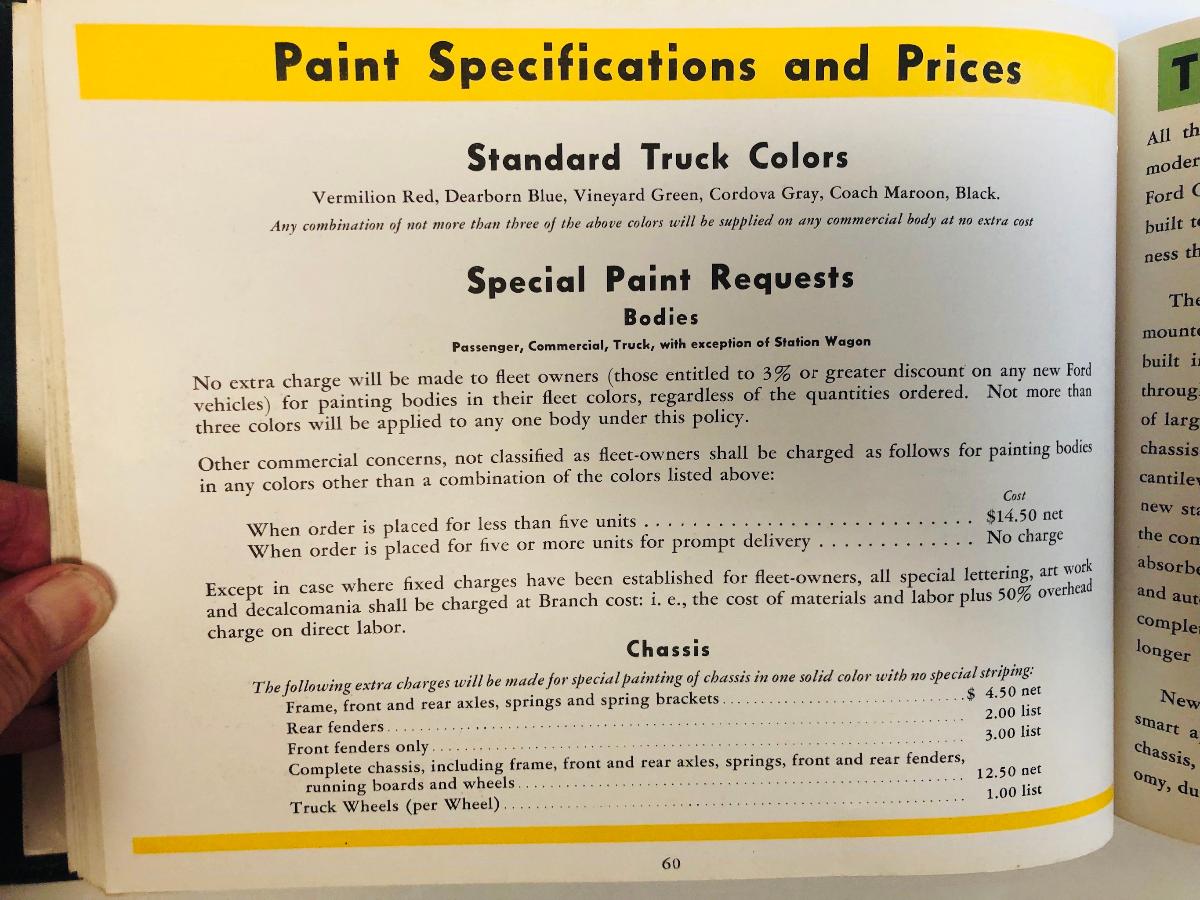 Paint Specifications and Prices
Standard Truck Colors
Vermilion Red, Dearborn Blue, Vineyard Green, Cordova Gray, Coach Maroon, Black.
Any combination of not more than three of the above colors will be supplied on any commercial body at no extra cost
Special Paint Requests
Bodies
Passenger, Commercial, Truck, with exception of Station Wagon
No extra charge will be made to fleet owners (those entitled to 3% or greater discount on any new Ford
vehicles) for painting bodies in their fleet colors, regardless of the quantities ordered. Not more than
three colors will be applied to any one body under this policy.
Other commercial concerns, not classified as fleet-owners shall be charged as follows for painting bodies
in any colors other than a combination of the colors listed above:
Cost
When order is placed for less than five units . . . . . . . . . . . . . . . . . . . . . . . . . . . $14.50 net
When order is placed for five or more units for prompt delivery . . . . . . . . . . . . . No charge
Except in case where fixed charges have been established for fleet-owners, all special lettering, art work
and decalcomania shall be charged at Branch cost: i. e., the cost of materials and labor plus 50% overhead
charge on direct labor.
Chassis
The following extra charges will be made for special painting of chassis in one solid color with no special striping:
Frame, front and rear axles, springs and spring brackets . . . . . . . . . . . . . . . . . . . . $ 4.50 net
Rear fenders . . . . . . . . . . . . . . . . . . . . . . . . . . . . . . . . . . . . . . . . 2.00 list
Front fenders only . . . . . . . . . . . . . . . . . . . . . . . . . . . . . . . . . . . . . 3.00 list
Complete chassis, including frame, front and rear axles, springs, front and rear fenders,
running boards and wheels . . . . . . . . . . . . . . . . . . . . . . . . . . . . . . . . . 12.50 net
Truck Wheels (per Wheel) . . . . . . . . . . . . . . . . . . . . . . . . . . . . . . . . . . 1.00 list
60
T
All
Ford
built
ness
The
built
of
chassis
new
the
and
longer
New
smart
chassis,